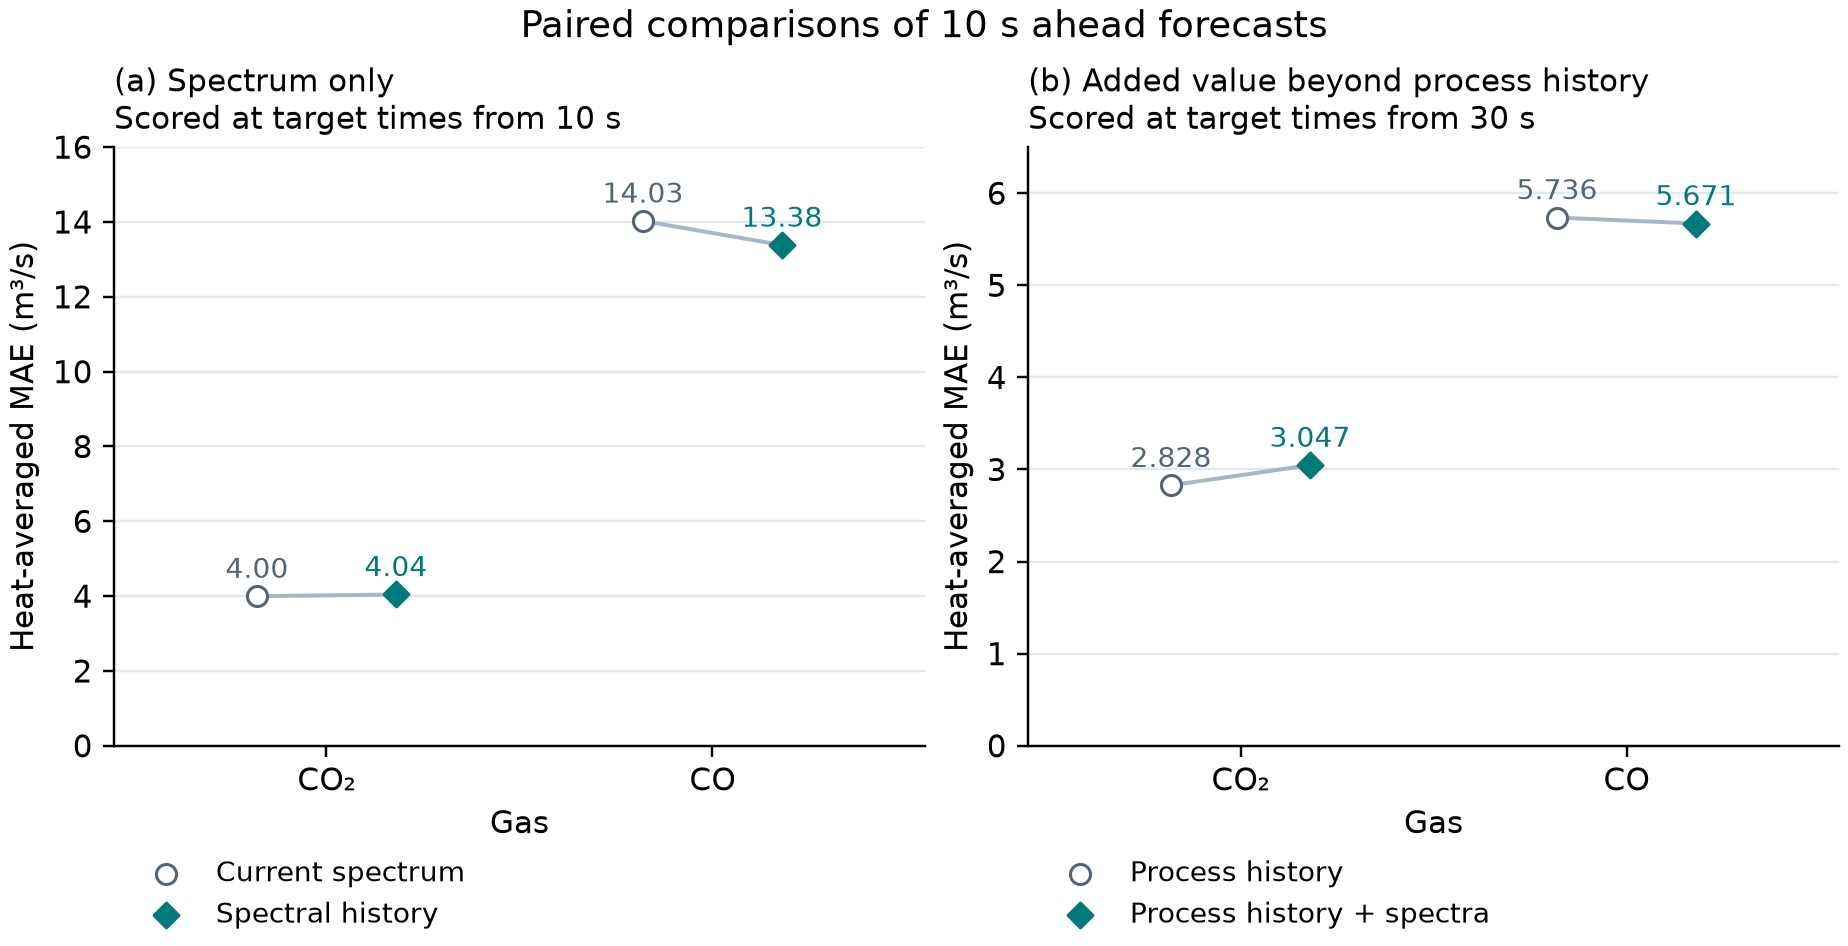 Paired comparisons of 10 s ahead forecasts
(a) Spectrum only
Scored at target times from 10 s
Heat-averaged MAE (m³/s)
16
14
12
10
8
6
4
2
0
14.03
13.38
4.00
4.04
CO₂
CO
Gas
Current spectrum
Spectral history
(b) Added value beyond process history
Scored at target times from 30 s
Heat-averaged MAE (m³/s)
6
5
4
3
2
1
0
5.736
5.671
2.828
3.047
CO₂
CO
Gas
Process history
Process history + spectra